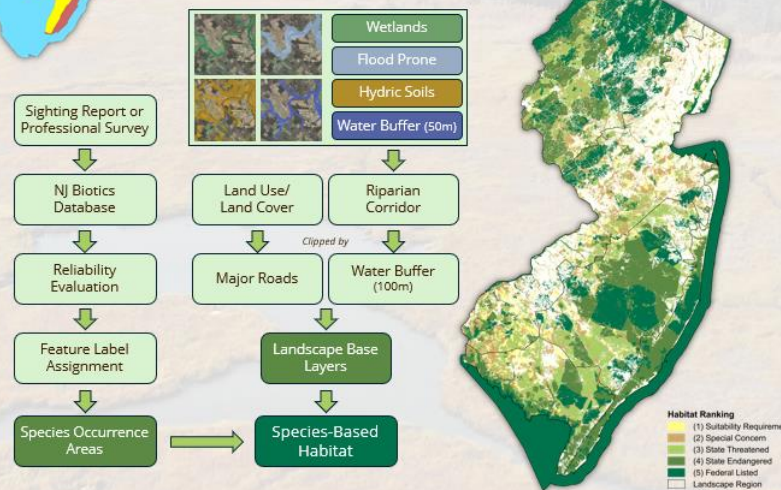 Wetlands
Flood Prone
Hydric Soils
Water Buffer (50m)
Sighting Report or
Professional Survey
NJ Biotics
Database
Land Use/
Land Cover
Riparian
Corridor
Clipped by
Reliability
Evaluation
Major Roads
Water Buffer
(100m)
Feature Label
Assignment
Landscape Base
Layers
Species Occurrence
Areas
Species-Based
Habitat
Habitat Ranking
(1) Suitability Requireme
(2) Special Concern
(3) State Threatened
(4) State Endangered
(5) Federal Listed
Landscape Region